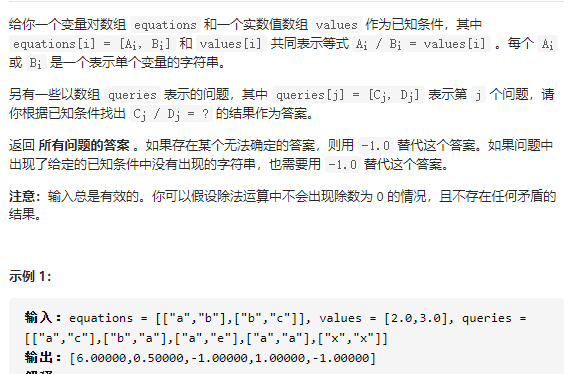 给你一个变量对数组 equations 和一个实数值数组 values 作为已知条件，其中
equations[i] = [Ai, Bi] 和 values[i] 共同表示等式 Ai / Bi = values[i] 。每个 Ai
或 Bi 是一个表示单个变量的字符串。
另有一些以数组 queries 表示的问题，其中 queries[j] = [Cj, Dj] 表示第 j 个问题，请
你根据已知条件找出 Cj / Dj = ? 的结果作为答案。
返回 所有问题的答案 。如果存在某个无法确定的答案，则用 -1.0 替代这个答案。如果问题中
出现了给定的已知条件中没有出现的字符串，也需要用 -1.0 替代这个答案。
注意：输入总是有效的。你可以假设除法运算中不会出现除数为 0 的情况，且不存在任何矛盾的
结果。
示例 1：
输入：equations = [["a","b"],["b","c"]], values = [2.0,3.0], queries =
[["a","c"],["b","a"],["a","e"],["a","a"],["x","x"]]
输出：[6.00000,0.50000,-1.00000,1.00000,-1.00000]